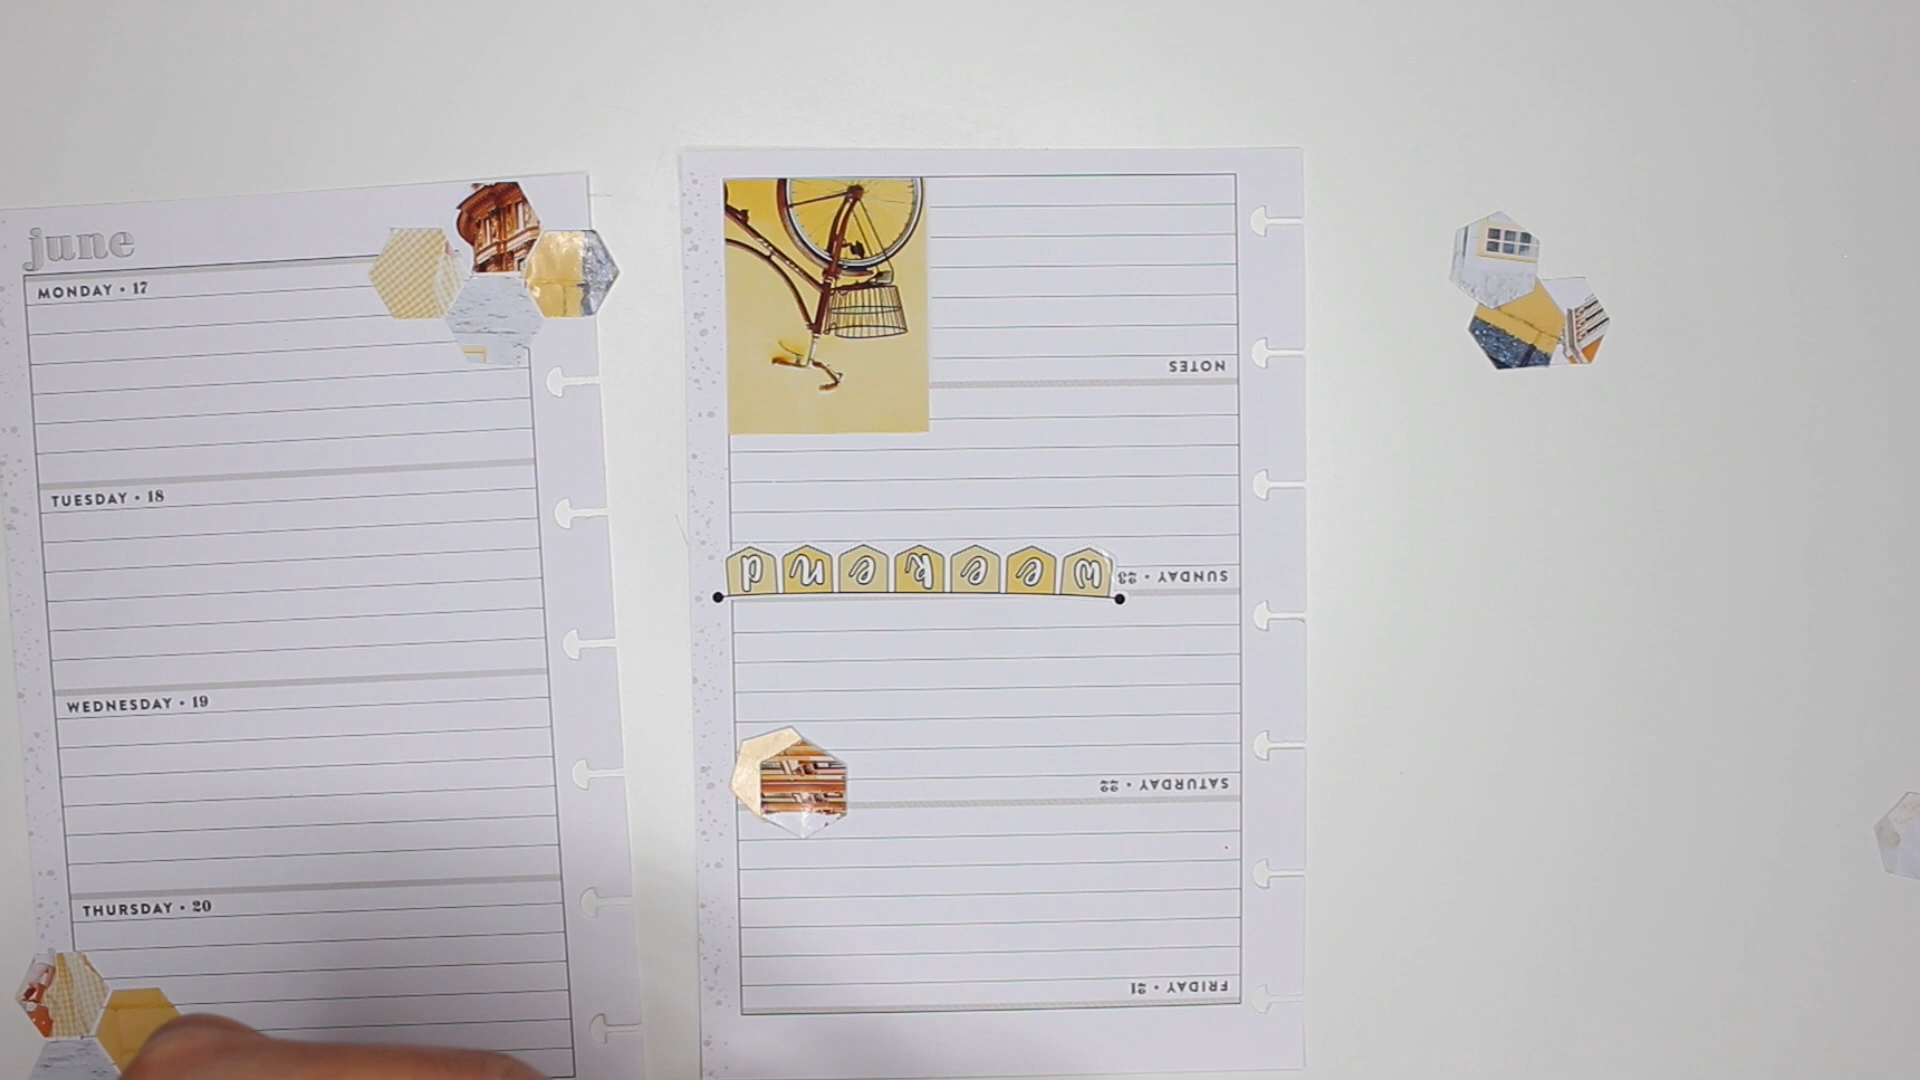 june
MONDAY • 17
TUESDAY • 18
WEDNESDAY • 19
THURSDAY • 20
FRIDAY • 21
SATURDAY • 22
weekend
SUNDAY • 23
NOTES